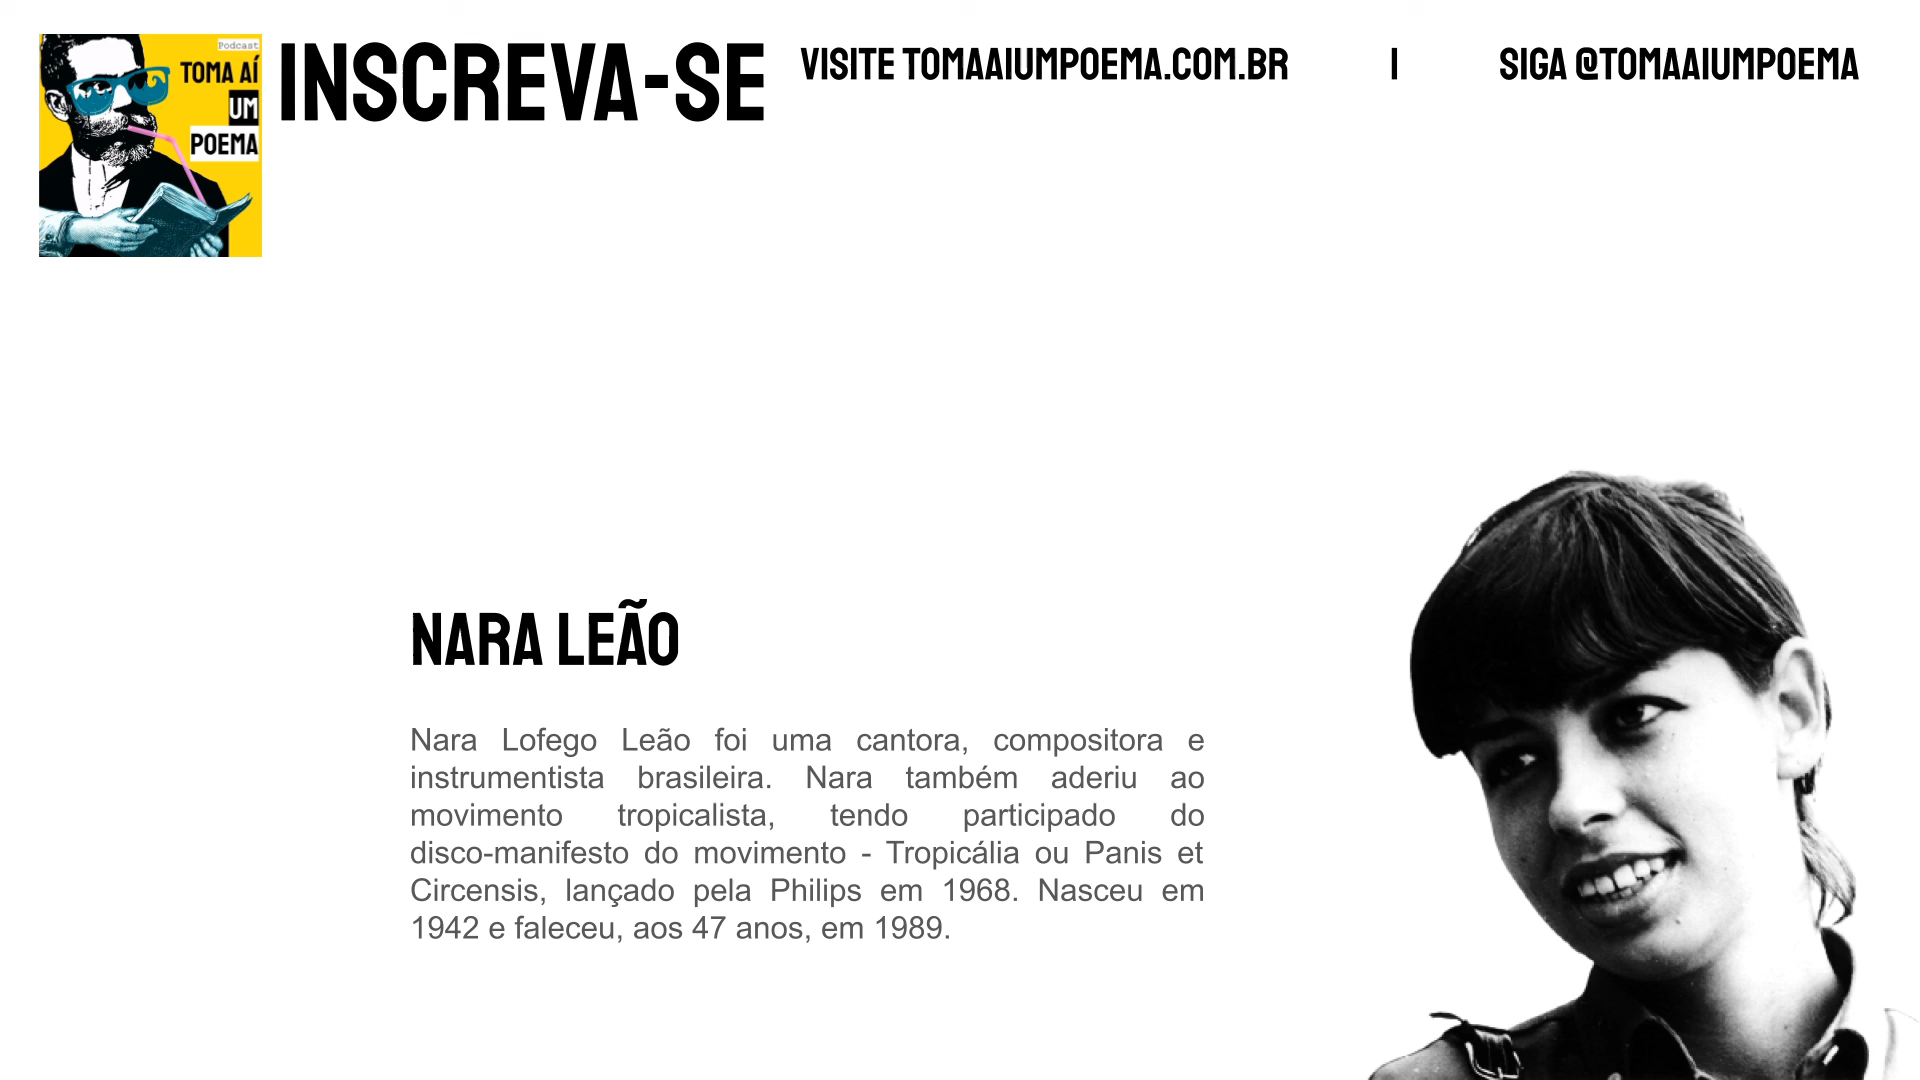 Podcast
TOMA AÍ
UM
POEMA
INSCREVA-SE
VISITE TOMAAIUMPOEMA.COM.BR | SIGA @TOMAAIUMPOEMA
NARA LEÃO
Nara Lofego Leão foi uma cantora, compositora e
instrumentista brasileira. Nara também aderiu ao
movimento tropicalista, tendo participado do
disco-manifesto do movimento - Tropicália ou Panis et
Circensis, lançado pela Philips em 1968. Nasceu em
1942 e faleceu, aos 47 anos, em 1989.